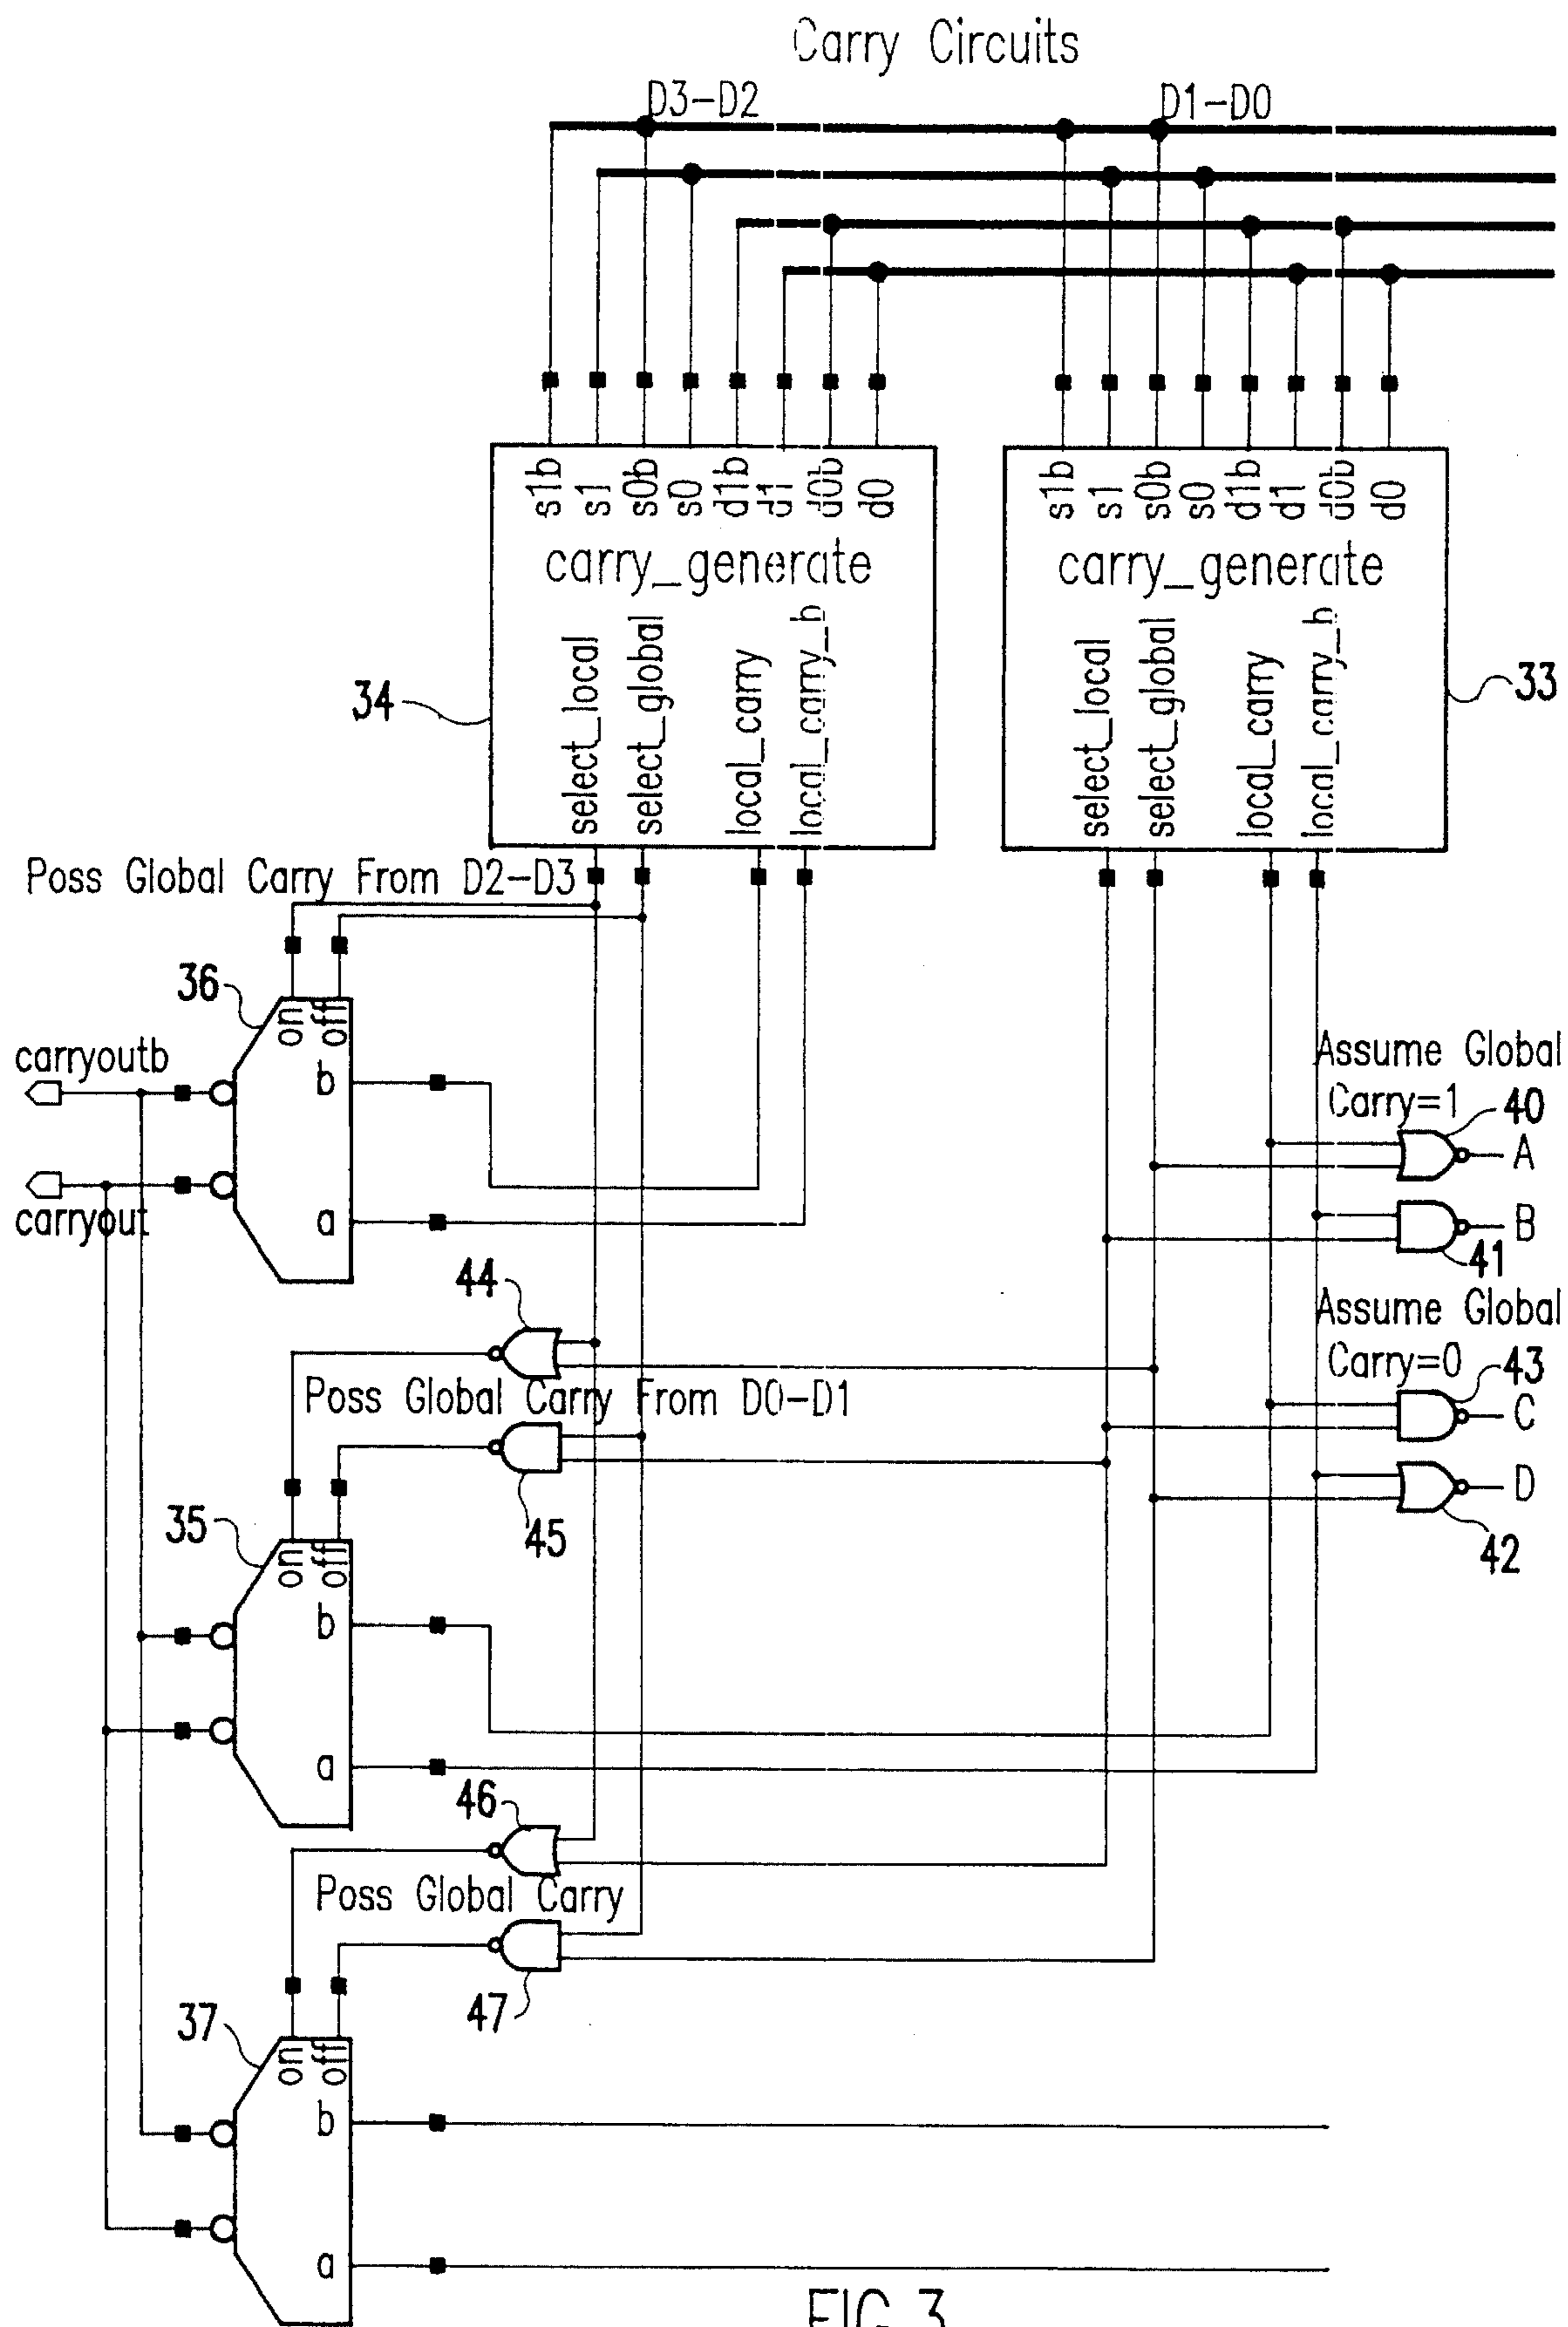 Carry Circuits
D3-D2
D1-D0
s1b
s1
s0b
s0
d1b
d1
d0b
d0
s1b
s1
s0b
s0
d1b
d1
d0b
d0
carry_generate
carry_generate
select_local
select_global
local_carry
local_carry_b
select_local
select_global
local_carry
local_carry_b
34
33
Poss Global Carry From D2-D3
36
on
off
b
a
carryoutb
carryout
Assume Global
Carry=1
40
A
B
41
44
Assume Global
Carry=0
43
C
D
42
Poss Global Carry From D0-D1
45
35
on
off
b
a
46
Poss Global Carry
47
37
on
off
b
a
FIG.3